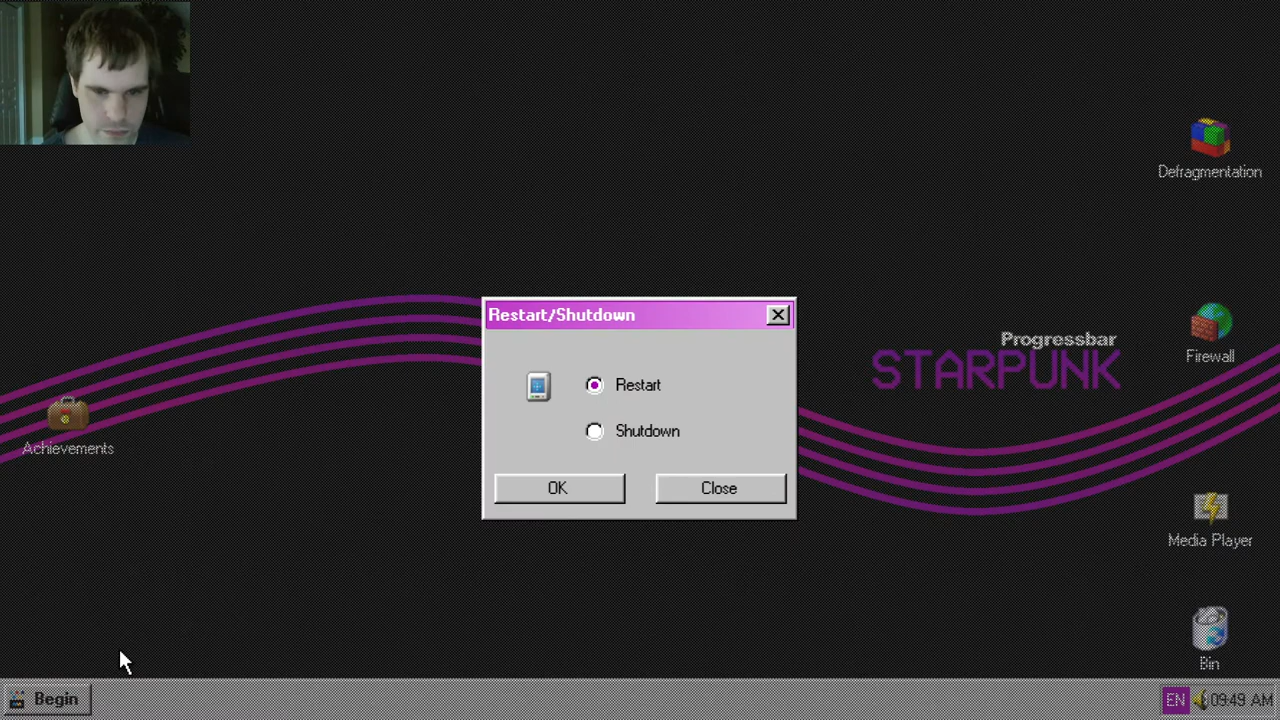 Defragmentation
Restart/Shutdown
Restart
Shutdown
OK
Close
Progressbar
STARPUNK
Firewall
Achievements
Media Player
Bin
Begin
EN
09:49 AM